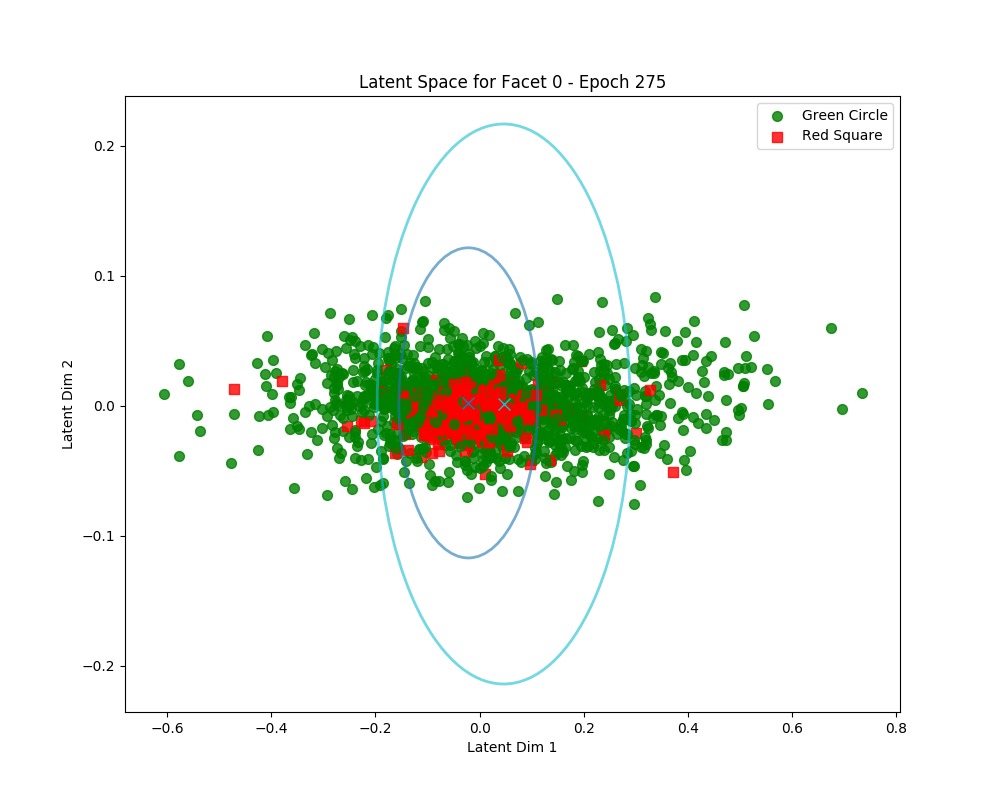 Latent Space for Facet 0 - Epoch 275
Green Circle
Red Square
0.2
0.1
0.0
−0.1
−0.2
Latent Dim 2
−0.6
−0.4
−0.2
0.0
0.2
0.4
0.6
0.8
Latent Dim 1